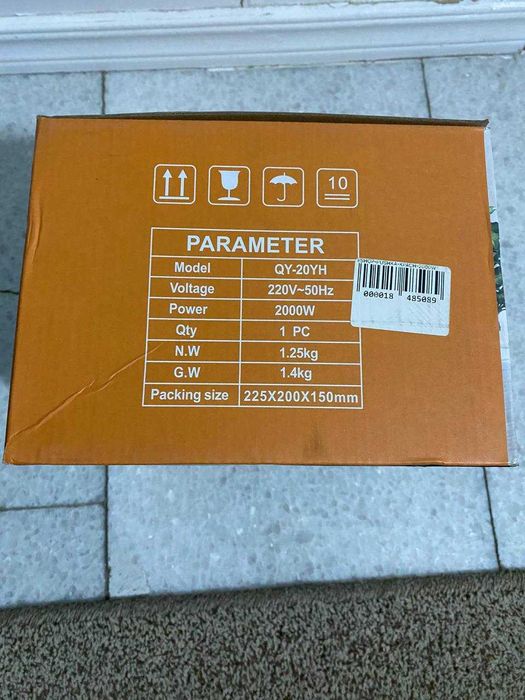 10
PARAMETER
Model QY-20YH
Voltage 220V~50Hz
Power 2000W
Qty 1 PC
N.W 1.25kg
G.W 1.4kg
Packing size 225X200X150mm
000018 485089